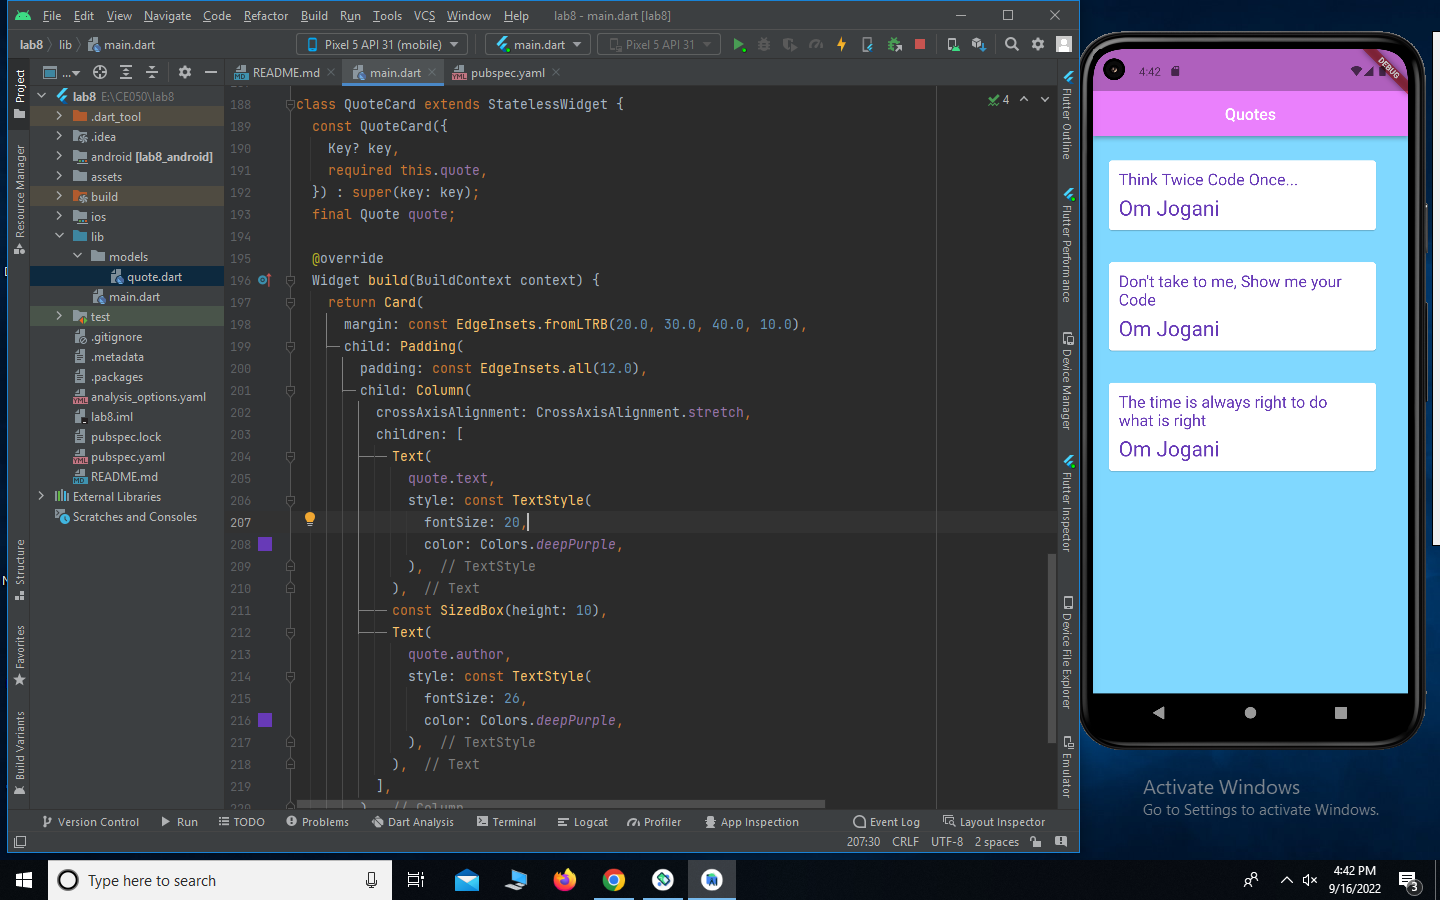 File Edit View Navigate Code Refactor Build Run Tools VCS Window Help lab8 - main.dart [lab8]
lab8 lib main.dart Pixel 5 API 31 (mobile) main.dart Pixel 5 API 31
... README.md main.dart pubspec.yaml
Project
Resource Manager
Structure
Favorites
Build Variants
lab8 E:\CE050\lab8
.dart_tool
.idea
android [lab8_android]
assets
build
ios
lib
models
quote.dart
main.dart
test
.gitignore
.metadata
.packages
analysis_options.yaml
lab8.iml
pubspec.lock
pubspec.yaml
README.md
External Libraries
Scratches and Consoles
4
188 class QuoteCard extends StatelessWidget {
189 const QuoteCard({
190 Key? key,
191 required this.quote,
192 }) : super(key: key);
193 final Quote quote;
194
195 @override
196 Widget build(BuildContext context) {
197 return Card(
198 margin: const EdgeInsets.fromLTRB(20.0, 30.0, 40.0, 10.0),
199 child: Padding(
200 padding: const EdgeInsets.all(12.0),
201 child: Column(
202 crossAxisAlignment: CrossAxisAlignment.stretch,
203 children: [
204 Text(
205 quote.text,
206 style: const TextStyle(
207 fontSize: 20,
208 color: Colors.deepPurple,
209 ), // TextStyle
210 ), // Text
211 const SizedBox(height: 10),
212 Text(
213 quote.author,
214 style: const TextStyle(
215 fontSize: 26,
216 color: Colors.deepPurple,
217 ), // TextStyle
218 ), // Text
219 ],
220 ), // Column
Flutter Outline
Flutter Performance
Device Manager
Flutter Inspector
Device File Explorer
Emulator
Version Control Run TODO Problems Dart Analysis Terminal Logcat Profiler App Inspection Event Log Layout Inspector
207:30 CRLF UTF-8 2 spaces
4:42
DEBUG
Quotes
Think Twice Code Once...
Om Jogani
Don't take to me, Show me your
Code
Om Jogani
The time is always right to do
what is right
Om Jogani
Activate Windows
Go to Settings to activate Windows.
Type here to search
4:42 PM
9/16/2022
3